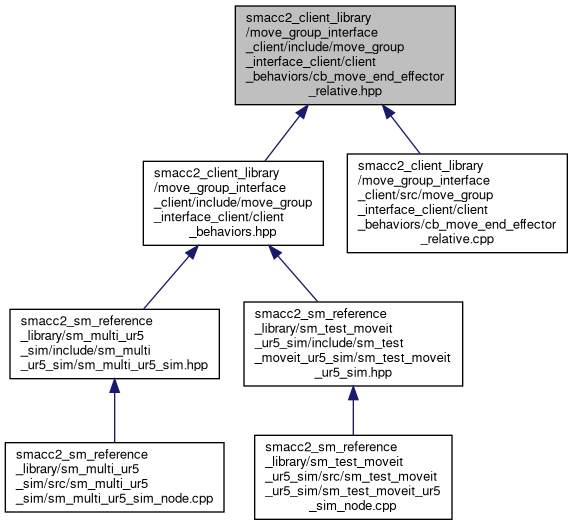 smacc2_client_library
/move_group_interface
_client/include/move_group
_interface_client/client
_behaviors/cb_move_end_effector
_relative.hpp
smacc2_client_library
/move_group_interface
_client/include/move_group
_interface_client/client
_behaviors.hpp
smacc2_client_library
/move_group_interface
_client/src/move_group
_interface_client/client
_behaviors/cb_move_end_effector
_relative.cpp
smacc2_sm_reference
_library/sm_multi_ur5
_sim/include/sm_multi
_ur5_sim/sm_multi_ur5_sim.hpp
smacc2_sm_reference
_library/sm_test_moveit
_ur5_sim/include/sm_test
_moveit_ur5_sim/sm_test_moveit
_ur5_sim.hpp
smacc2_sm_reference
_library/sm_multi_ur5
_sim/src/sm_multi_ur5
_sim/sm_multi_ur5_sim_node.cpp
smacc2_sm_reference
_library/sm_test_moveit
_ur5_sim/src/sm_test_moveit
_ur5_sim/sm_test_moveit_ur5
_sim_node.cpp